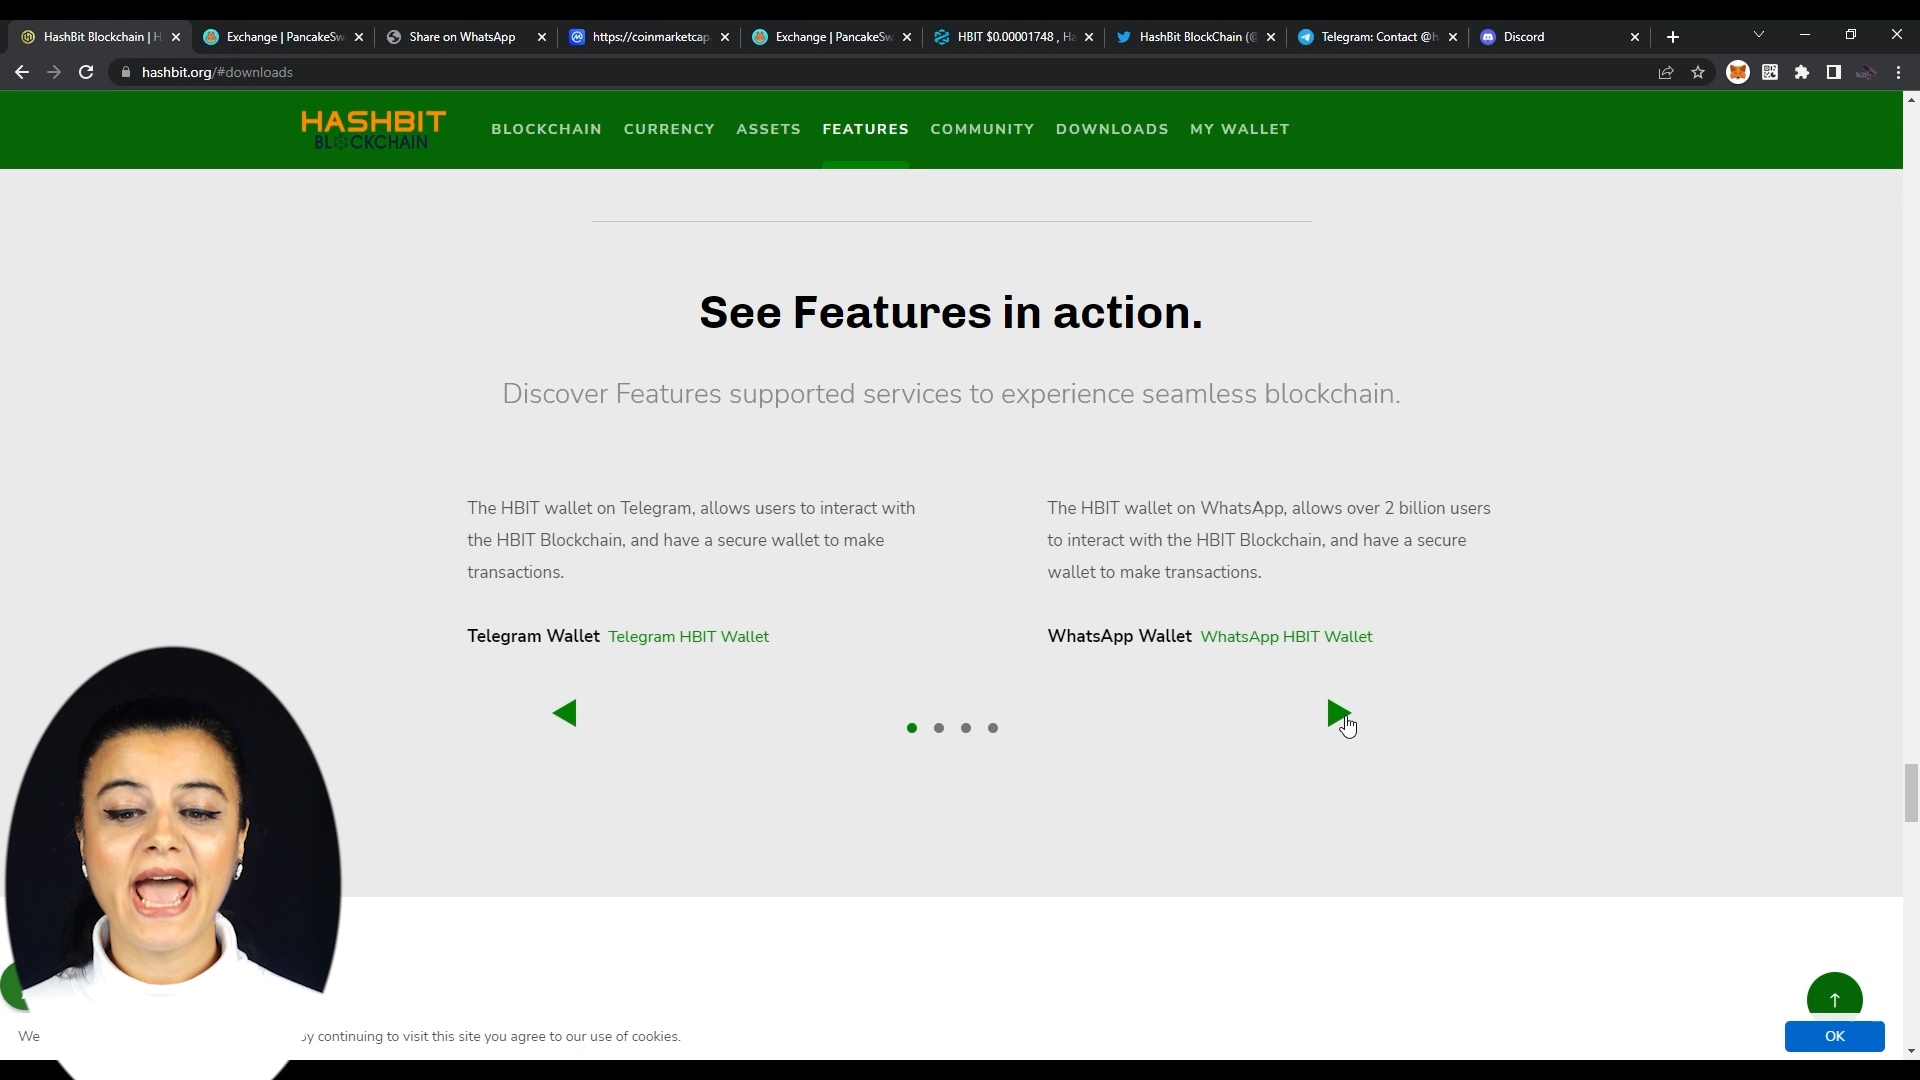 HashBit Blockchain | H
Exchange | PancakeSw
Share on WhatsApp
https://coinmarketcap.
Exchange | PancakeSw
HBIT $0.00001748 , Ha
HashBit BlockChain (@
Telegram: Contact @h
Discord
hashbit.org/#downloads
HASHBIT
BLOCKCHAIN
BLOCKCHAIN CURRENCY ASSETS FEATURES COMMUNITY DOWNLOADS MY WALLET
See Features in action.
Discover Features supported services to experience seamless blockchain.
The HBIT wallet on Telegram, allows users to interact with
the HBIT Blockchain, and have a secure wallet to make
transactions.
Telegram Wallet Telegram HBIT Wallet
The HBIT wallet on WhatsApp, allows over 2 billion users
to interact with the HBIT Blockchain, and have a secure
wallet to make transactions.
WhatsApp Wallet WhatsApp HBIT Wallet
We
by continuing to visit this site you agree to our use of cookies.
OK